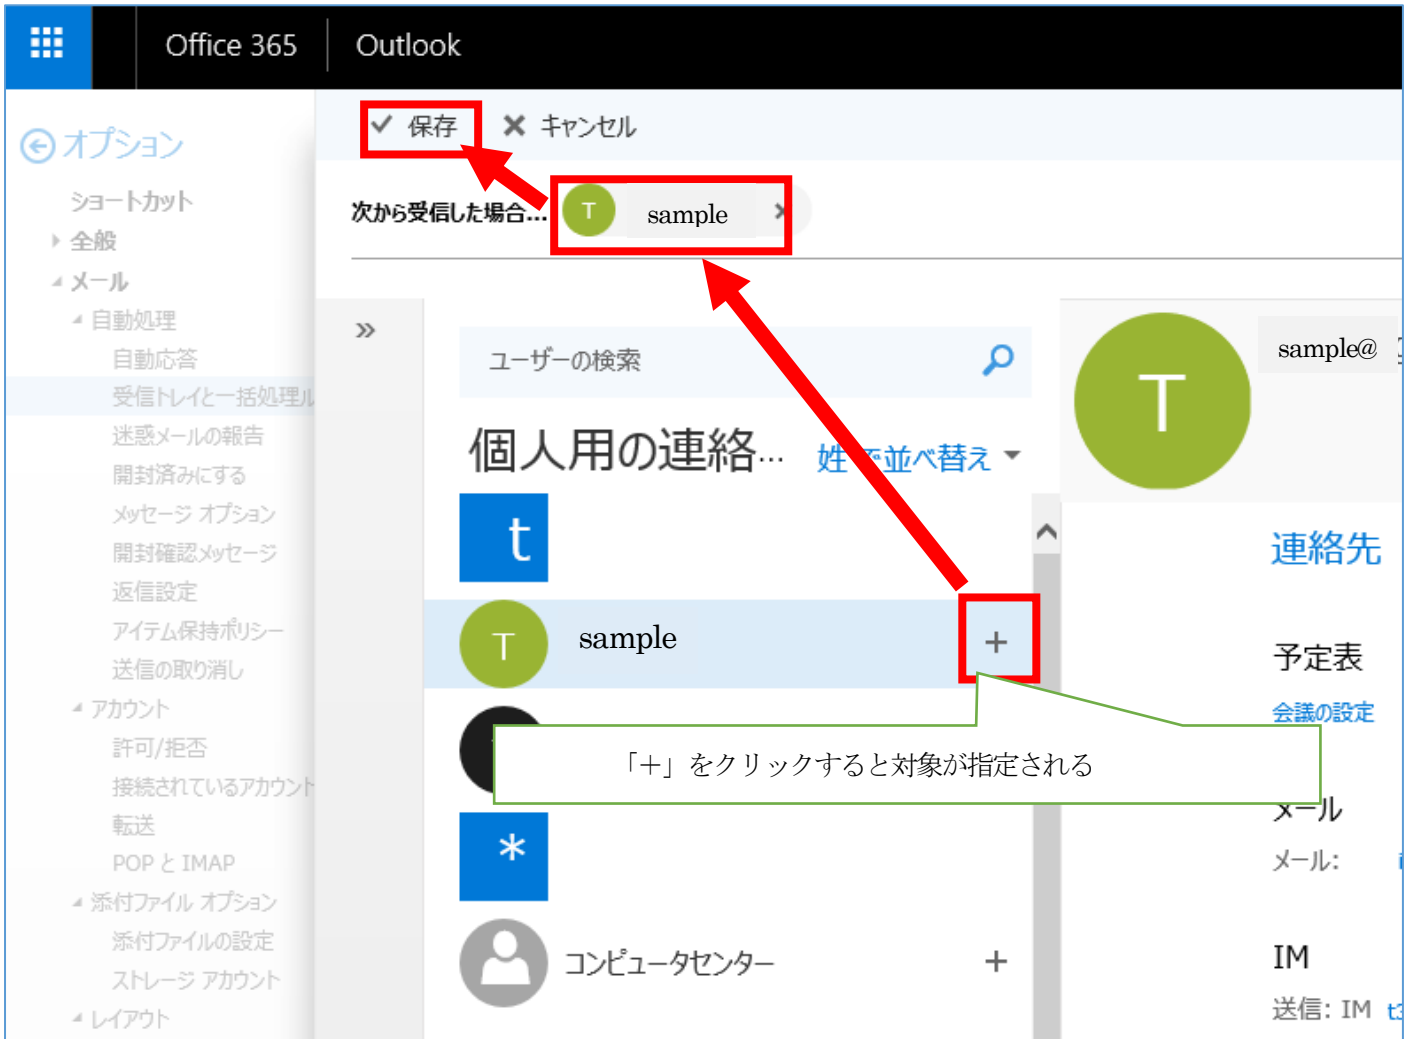 Office 365
Outlook
オプション
ショートカット
全般
メール
自動処理
自動応答
受信トレイと一括処理ル
迷惑メールの報告
開封済みにする
メッセージ オプション
開封確認メッセージ
返信設定
アイテム保持ポリシー
送信の取り消し
アカウント
許可/拒否
接続されているアカウント
転送
POP と IMAP
添付ファイル オプション
添付ファイルの設定
ストレージ アカウント
レイアウト
保存
キャンセル
次から受信した場合...
T
sample
ユーザーの検索
個人用の連絡...
姓で並べ替え
t
T
sample
+
「＋」をクリックすると対象が指定される
*
コンピュータセンター
+
T
sample@
連絡先
予定表
会議の設定
メール
メール:
IM
送信: IM